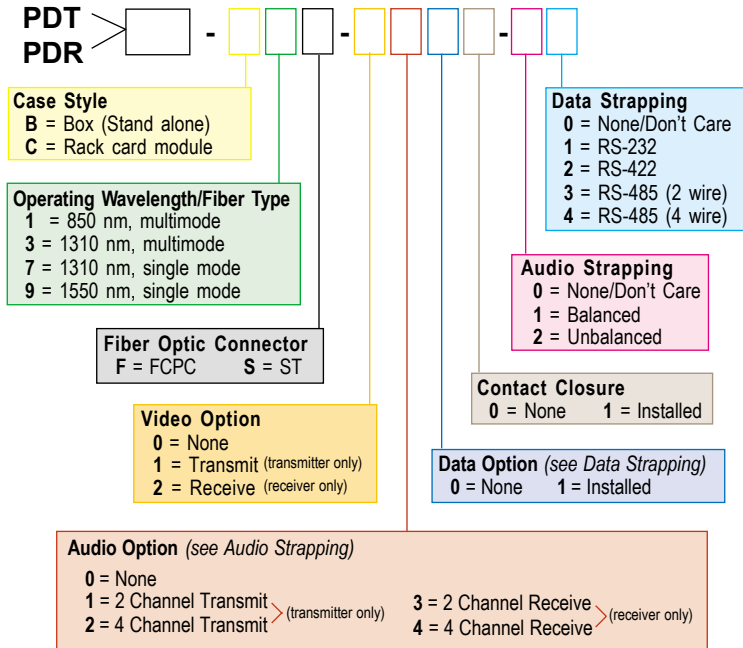 PDT
PDR
- - -
Case Style
B = Box (Stand alone)
C = Rack card module
Data Strapping
0 = None/Don't Care
1 = RS-232
2 = RS-422
3 = RS-485 (2 wire)
4 = RS-485 (4 wire)
Operating Wavelength/Fiber Type
1 = 850 nm, multimode
3 = 1310 nm, multimode
7 = 1310 nm, single mode
9 = 1550 nm, single mode
Audio Strapping
0 = None/Don't Care
1 = Balanced
2 = Unbalanced
Fiber Optic Connector
F = FCPC S = ST
Contact Closure
0 = None 1 = Installed
Video Option
0 = None
1 = Transmit (transmitter only)
2 = Receive (receiver only)
Data Option (see Data Strapping)
0 = None 1 = Installed
Audio Option (see Audio Strapping)
0 = None
1 = 2 Channel Transmit
2 = 4 Channel Transmit
(transmitter only)
3 = 2 Channel Receive
4 = 4 Channel Receive
(receiver only)